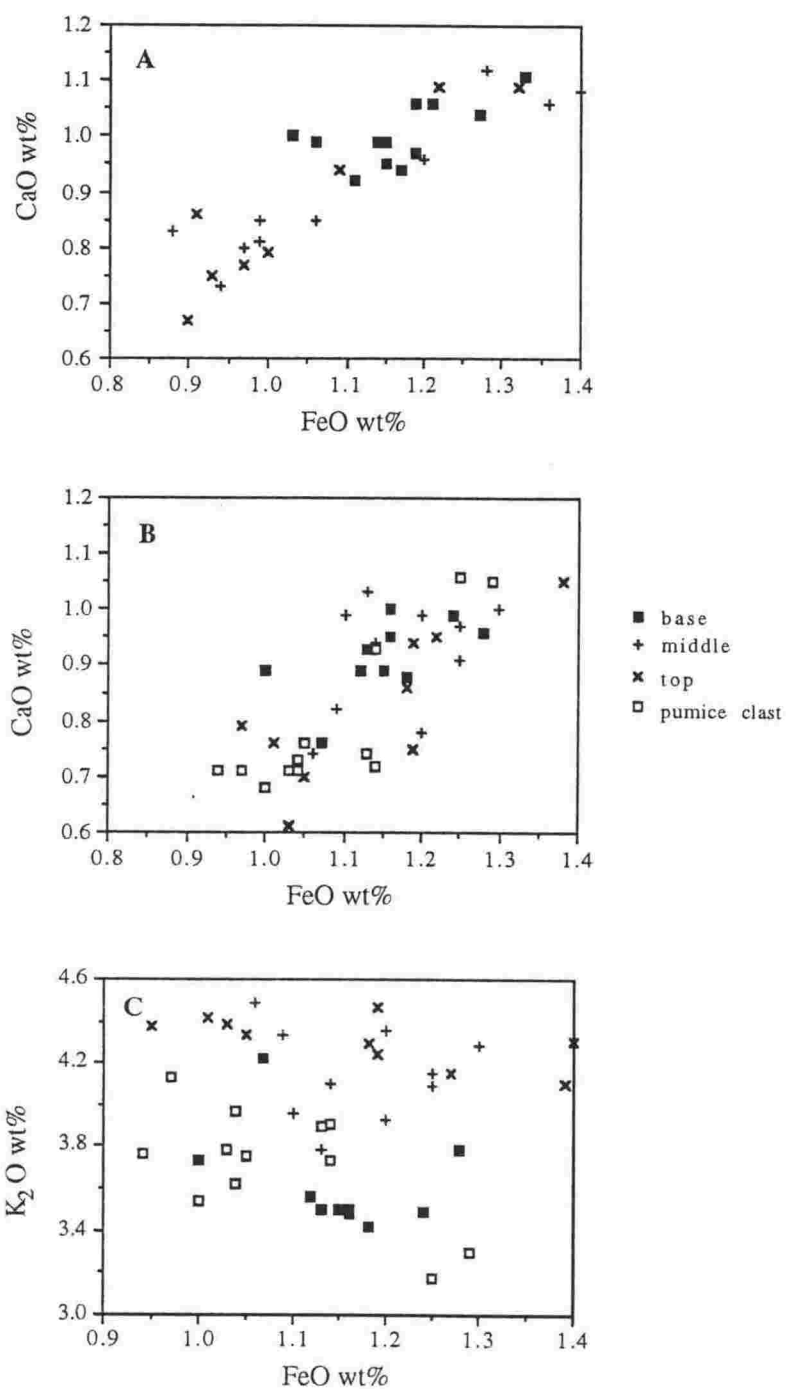 A
CaO wt%
1.2
1.1
1.0
0.9
0.8
0.7
0.6
0.8 0.9 1.0 1.1 1.2 1.3 1.4
FeO wt%
B
CaO wt%
1.2
1.1
1.0
0.9
0.8
0.7
0.6
0.8 0.9 1.0 1.1 1.2 1.3 1.4
FeO wt%
base
middle
top
pumice clast
C
K2O wt%
4.6
4.2
3.8
3.4
3.0
0.9 1.0 1.1 1.2 1.3 1.4
FeO wt%